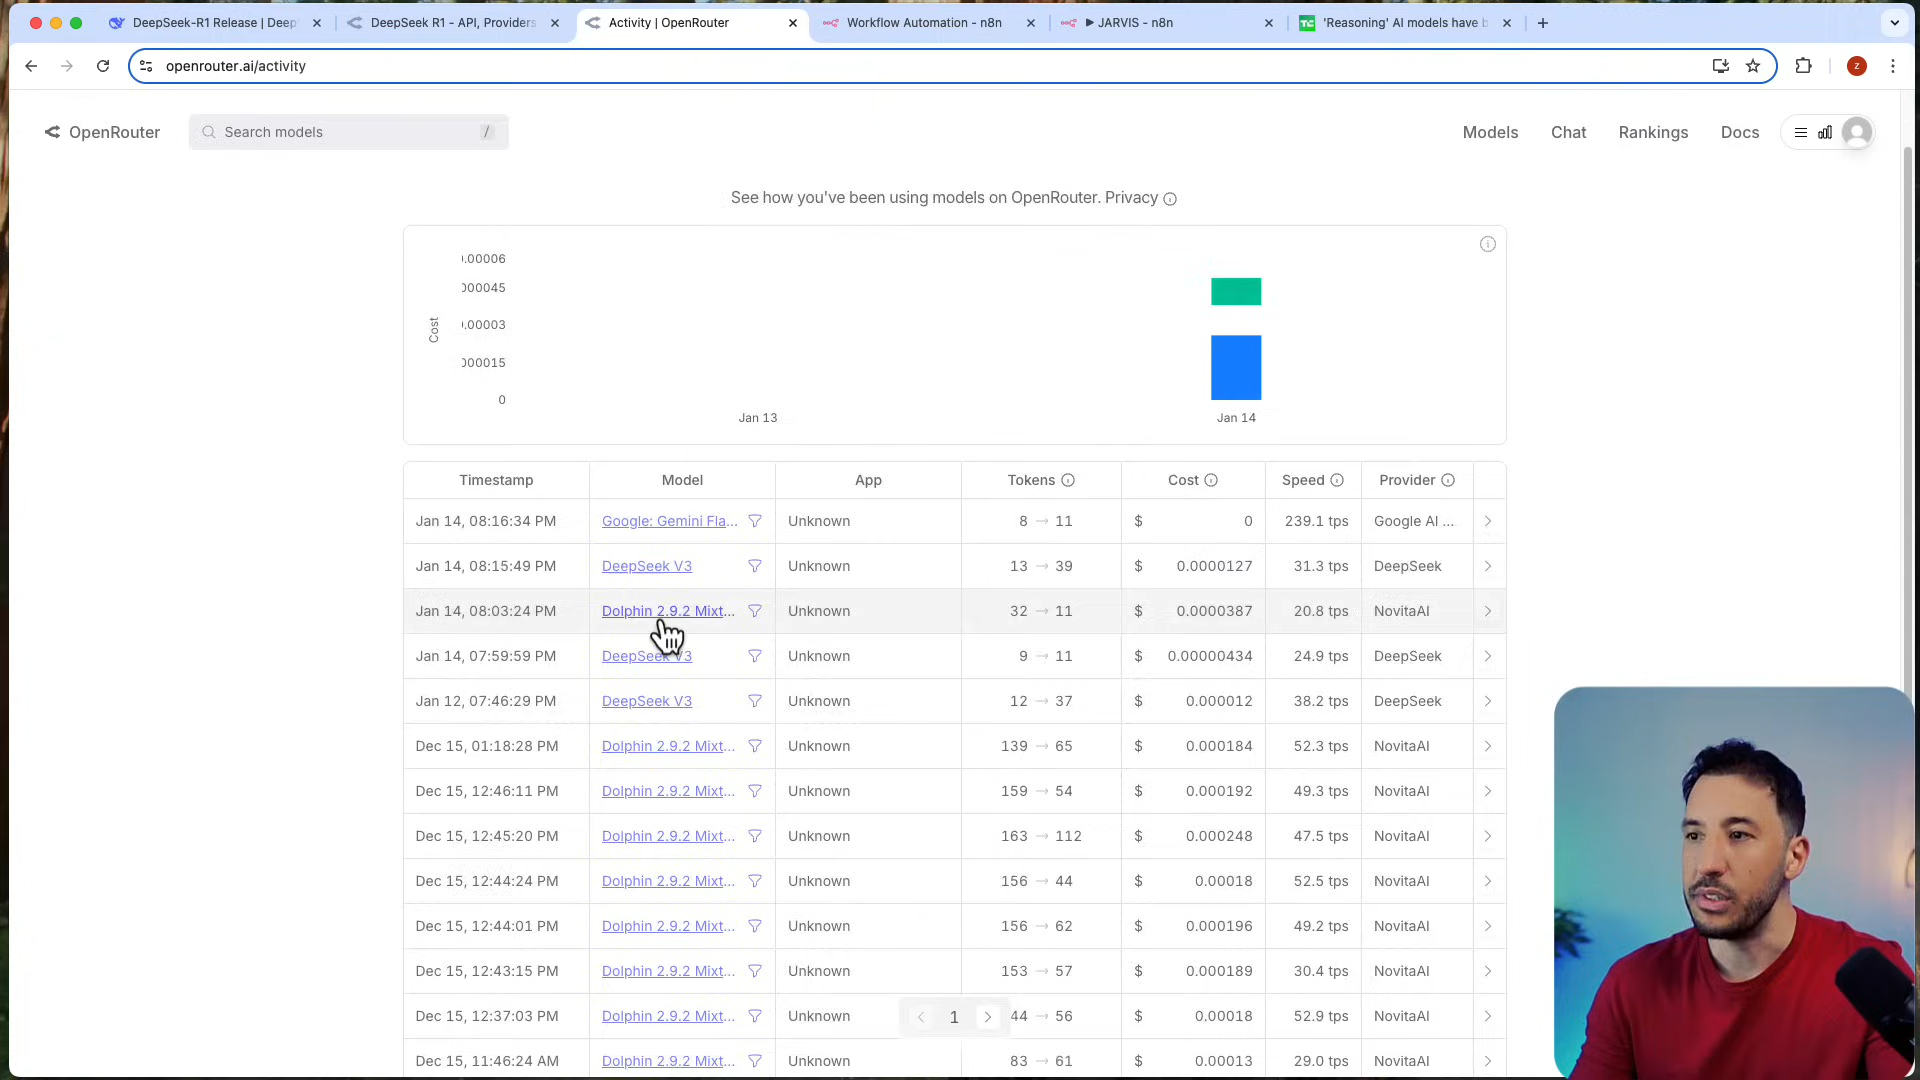 DeepSeek-R1 Release | Deep
DeepSeek R1 - API, Providers
Activity | OpenRouter
Workflow Automation - n8n
▶ JARVIS - n8n
TC
'Reasoning' AI models have b
openrouter.ai/activity
z
OpenRouter
Search models
/
Models
Chat
Rankings
Docs
See how you've been using models on OpenRouter. Privacy
Cost
.00006
000045
.00003
000015
0
Jan 13
Jan 14
Timestamp Model App Tokens Cost Speed Provider
Jan 14, 08:16:34 PM Google: Gemini Fla... Unknown 8 → 11 $ 0 239.1 tps Google AI ...
Jan 14, 08:15:49 PM DeepSeek V3 Unknown 13 → 39 $ 0.0000127 31.3 tps DeepSeek
Jan 14, 08:03:24 PM Dolphin 2.9.2 Mixt... Unknown 32 → 11 $ 0.0000387 20.8 tps NovitaAI
Jan 14, 07:59:59 PM DeepSeek V3 Unknown 9 → 11 $ 0.00000434 24.9 tps DeepSeek
Jan 12, 07:46:29 PM DeepSeek V3 Unknown 12 → 37 $ 0.000012 38.2 tps DeepSeek
Dec 15, 01:18:28 PM Dolphin 2.9.2 Mixt... Unknown 139 → 65 $ 0.000184 52.3 tps NovitaAI
Dec 15, 12:46:11 PM Dolphin 2.9.2 Mixt... Unknown 159 → 54 $ 0.000192 49.3 tps NovitaAI
Dec 15, 12:45:20 PM Dolphin 2.9.2 Mixt... Unknown 163 → 112 $ 0.000248 47.5 tps NovitaAI
Dec 15, 12:44:24 PM Dolphin 2.9.2 Mixt... Unknown 156 → 44 $ 0.00018 52.5 tps NovitaAI
Dec 15, 12:44:01 PM Dolphin 2.9.2 Mixt... Unknown 156 → 62 $ 0.000196 49.2 tps NovitaAI
Dec 15, 12:43:15 PM Dolphin 2.9.2 Mixt... Unknown 153 → 57 $ 0.000189 30.4 tps NovitaAI
Dec 15, 12:37:03 PM Dolphin 2.9.2 Mixt... Unknown 44 → 56 $ 0.00018 52.9 tps NovitaAI
1
Dec 15, 11:46:24 AM Dolphin 2.9.2 Mixt... Unknown 83 → 61 $ 0.00013 29.0 tps NovitaAI